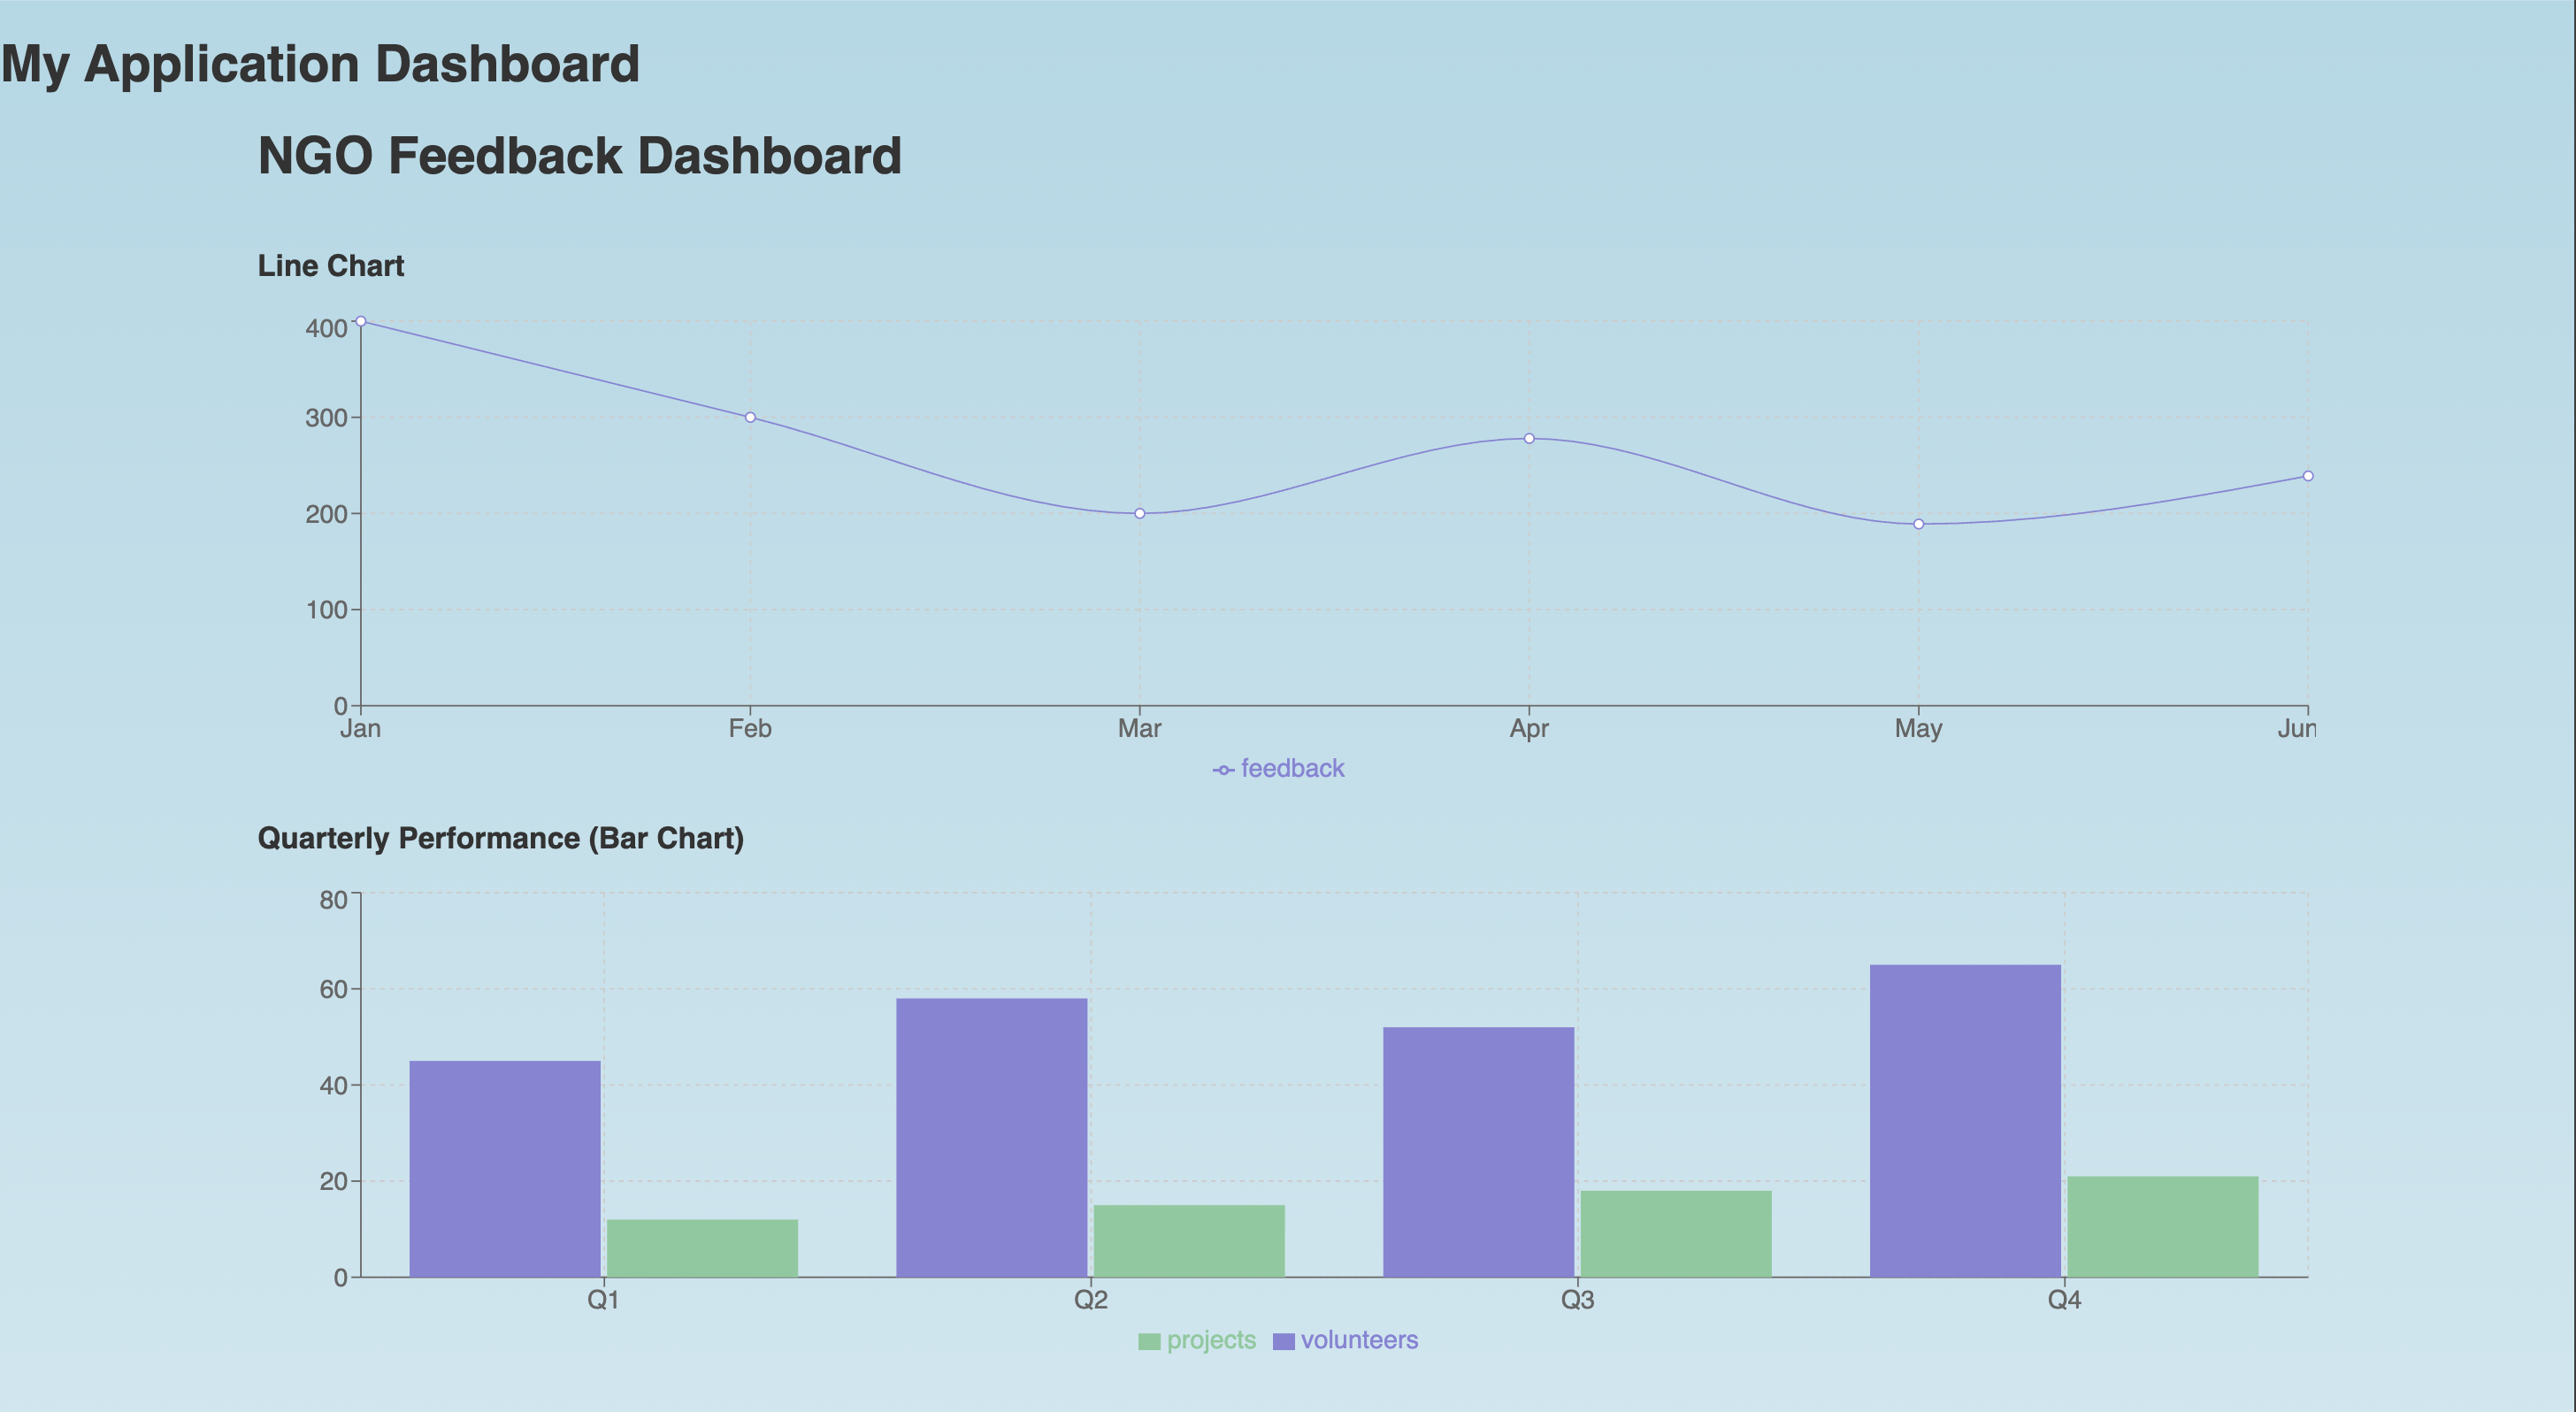 My Application Dashboard
NGO Feedback Dashboard
Line Chart
400
300
200
100
0
Jan Feb Mar Apr May Jun
feedback
Quarterly Performance (Bar Chart)
80
60
40
20
0
Q1 Q2 Q3 Q4
projects volunteers